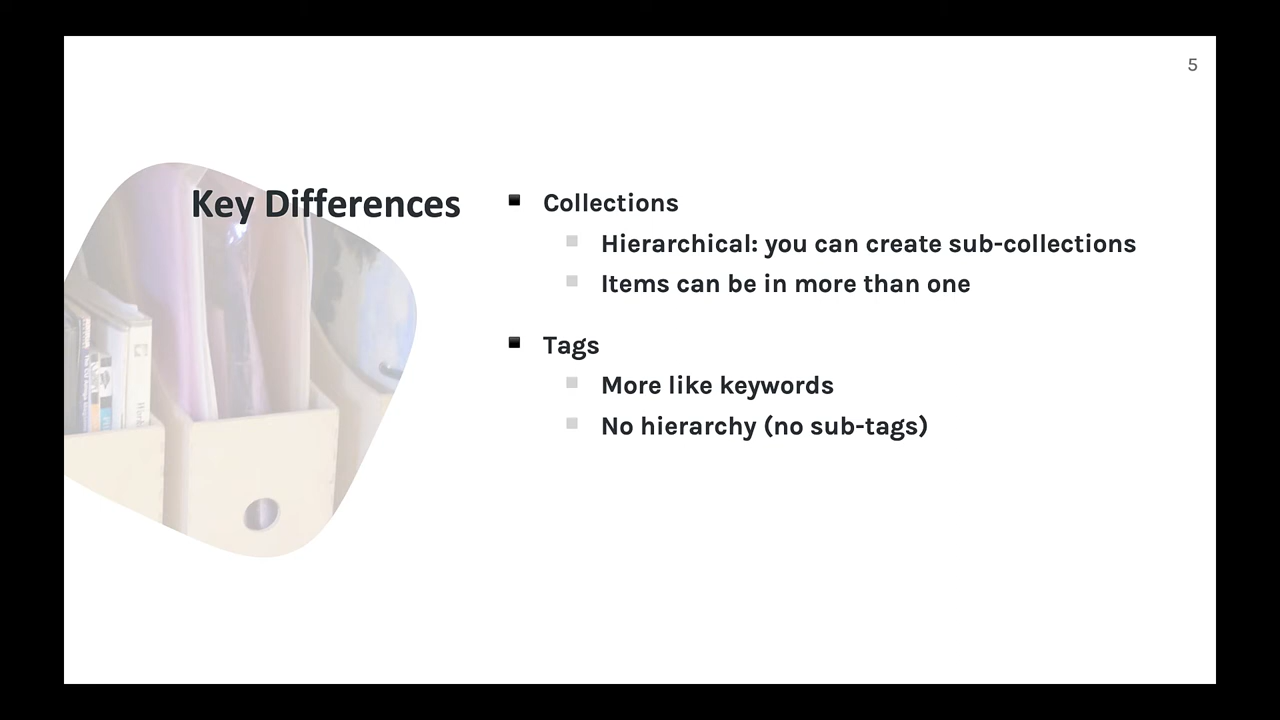 5
Key Differences
Collections
Hierarchical: you can create sub-collections
Items can be in more than one
Tags
More like keywords
No hierarchy (no sub-tags)